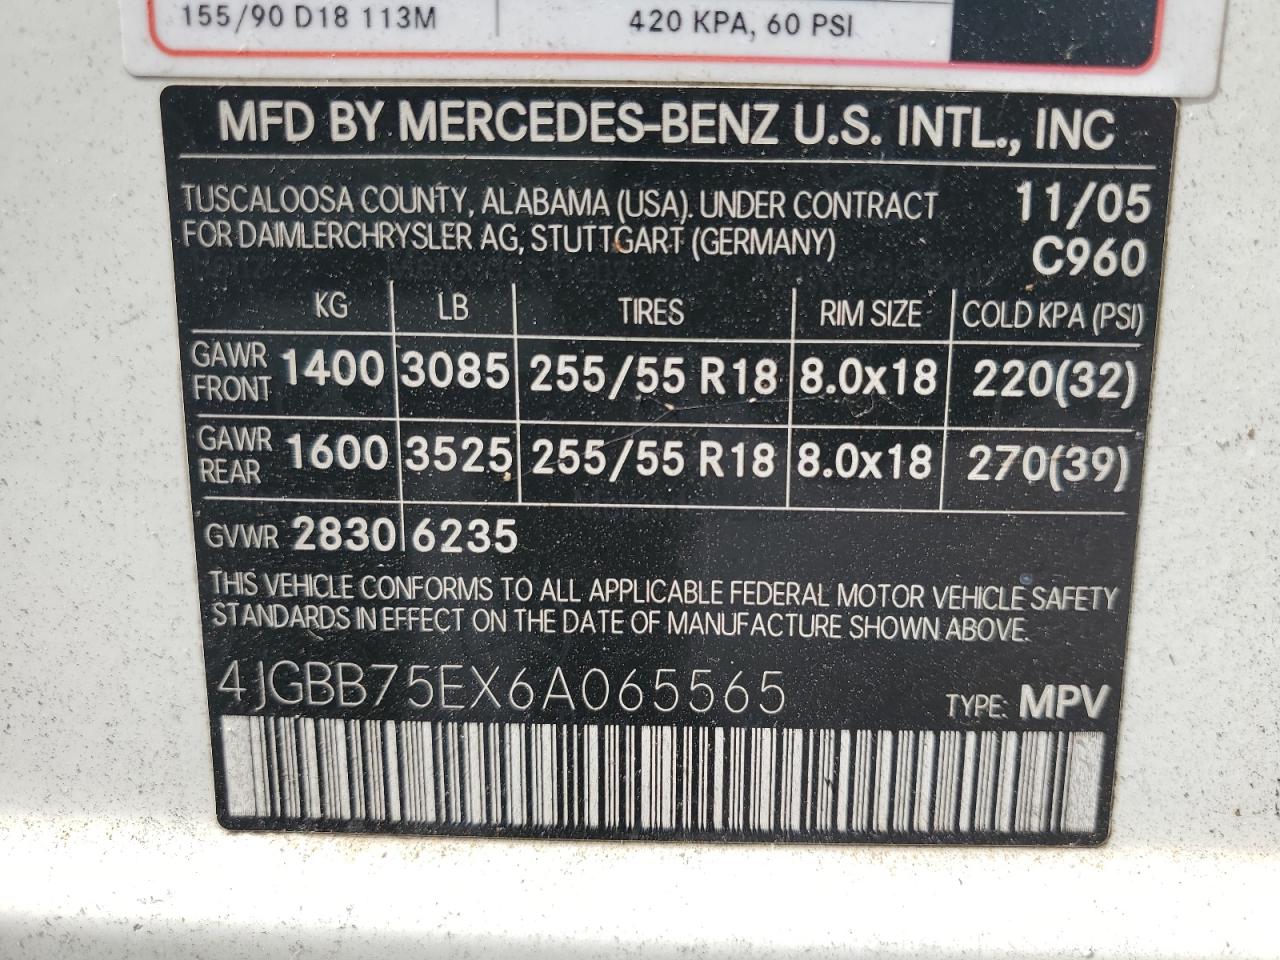 155/90 D18 113M 420 KPA, 60 PSI
MFD BY MERCEDES-BENZ U.S. INTL., INC
TUSCALOOSA COUNTY, ALABAMA (USA). UNDER CONTRACT 11/05
FOR DAIMLERCHRYSLER AG, STUTTGART (GERMANY) C960
KG LB TIRES RIM SIZE COLD KPA (PSI)
GAWR FRONT 1400 3085 255/55 R18 8.0x18 220(32)
GAWR REAR 1600 3525 255/55 R18 8.0x18 270(39)
GVWR 2830 6235
THIS VEHICLE CONFORMS TO ALL APPLICABLE FEDERAL MOTOR VEHICLE SAFETY
STANDARDS IN EFFECT ON THE DATE OF MANUFACTURE SHOWN ABOVE.
4JGBB75EX6A065565 TYPE: MPV